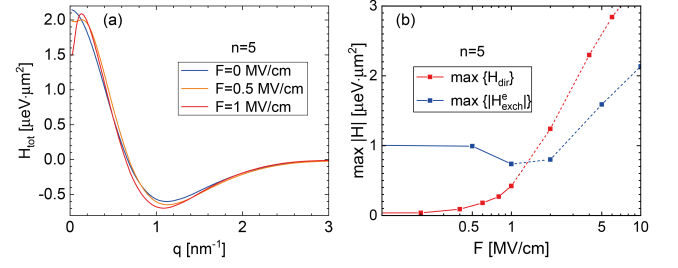 (a)
n=5
F=0 MV/cm
F=0.5 MV/cm
F=1 MV/cm
H_tot [µeV·µm²]
2.0
1.5
1.0
0.5
0.0
-0.5
0
1
2
3
q [nm⁻¹]
(b)
n=5
max {H_dir}
max {|H^e_exch|}
max |H| [µeV·µm²]
3
2
1
0
0.5
1
5
10
F [MV/cm]